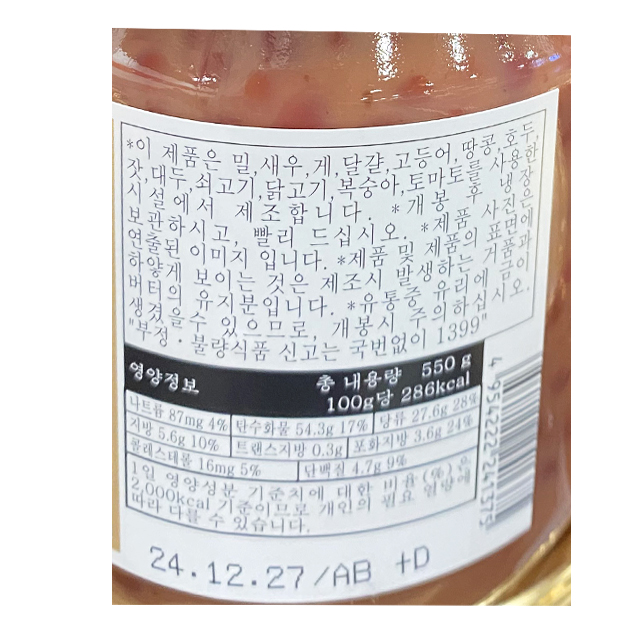 *이 제품은 밀,새우,게,달걀,고등어,땅콩,호두,
잣,대두,쇠고기,닭고기,복숭아,토마토를 사용한
시설에서 제조합니다. *개봉 후 냉장
보관하시고, 빨리 드십시오. *제품 사진은
연출된 이미지 입니다. *제품 및 제품의 표면에
하얗게 보이는 것은 제조시 발생하는 거품과
버터의 유지분입니다. *유통중 유리에 금이
생겼을수 있으므로, 개봉시 주의하십시오.
"부정·불량식품 신고는 국번없이 1399"
영양정보 총 내용량 550 g
100g당 286kcal
나트륨 87mg 4% 탄수화물 54.3g 17% 당류 27.6g 28%
지방 5.6g 10% 트랜스지방 0.3g 포화지방 3.6g 24%
콜레스테롤 16mg 5% 단백질 4.7g 9%
1일 영양성분 기준치에 대한 비율(%)은
2,000kcal 기준이므로 개인의 필요 열량에
따라 다를 수 있습니다.
24.12.27/AB +D